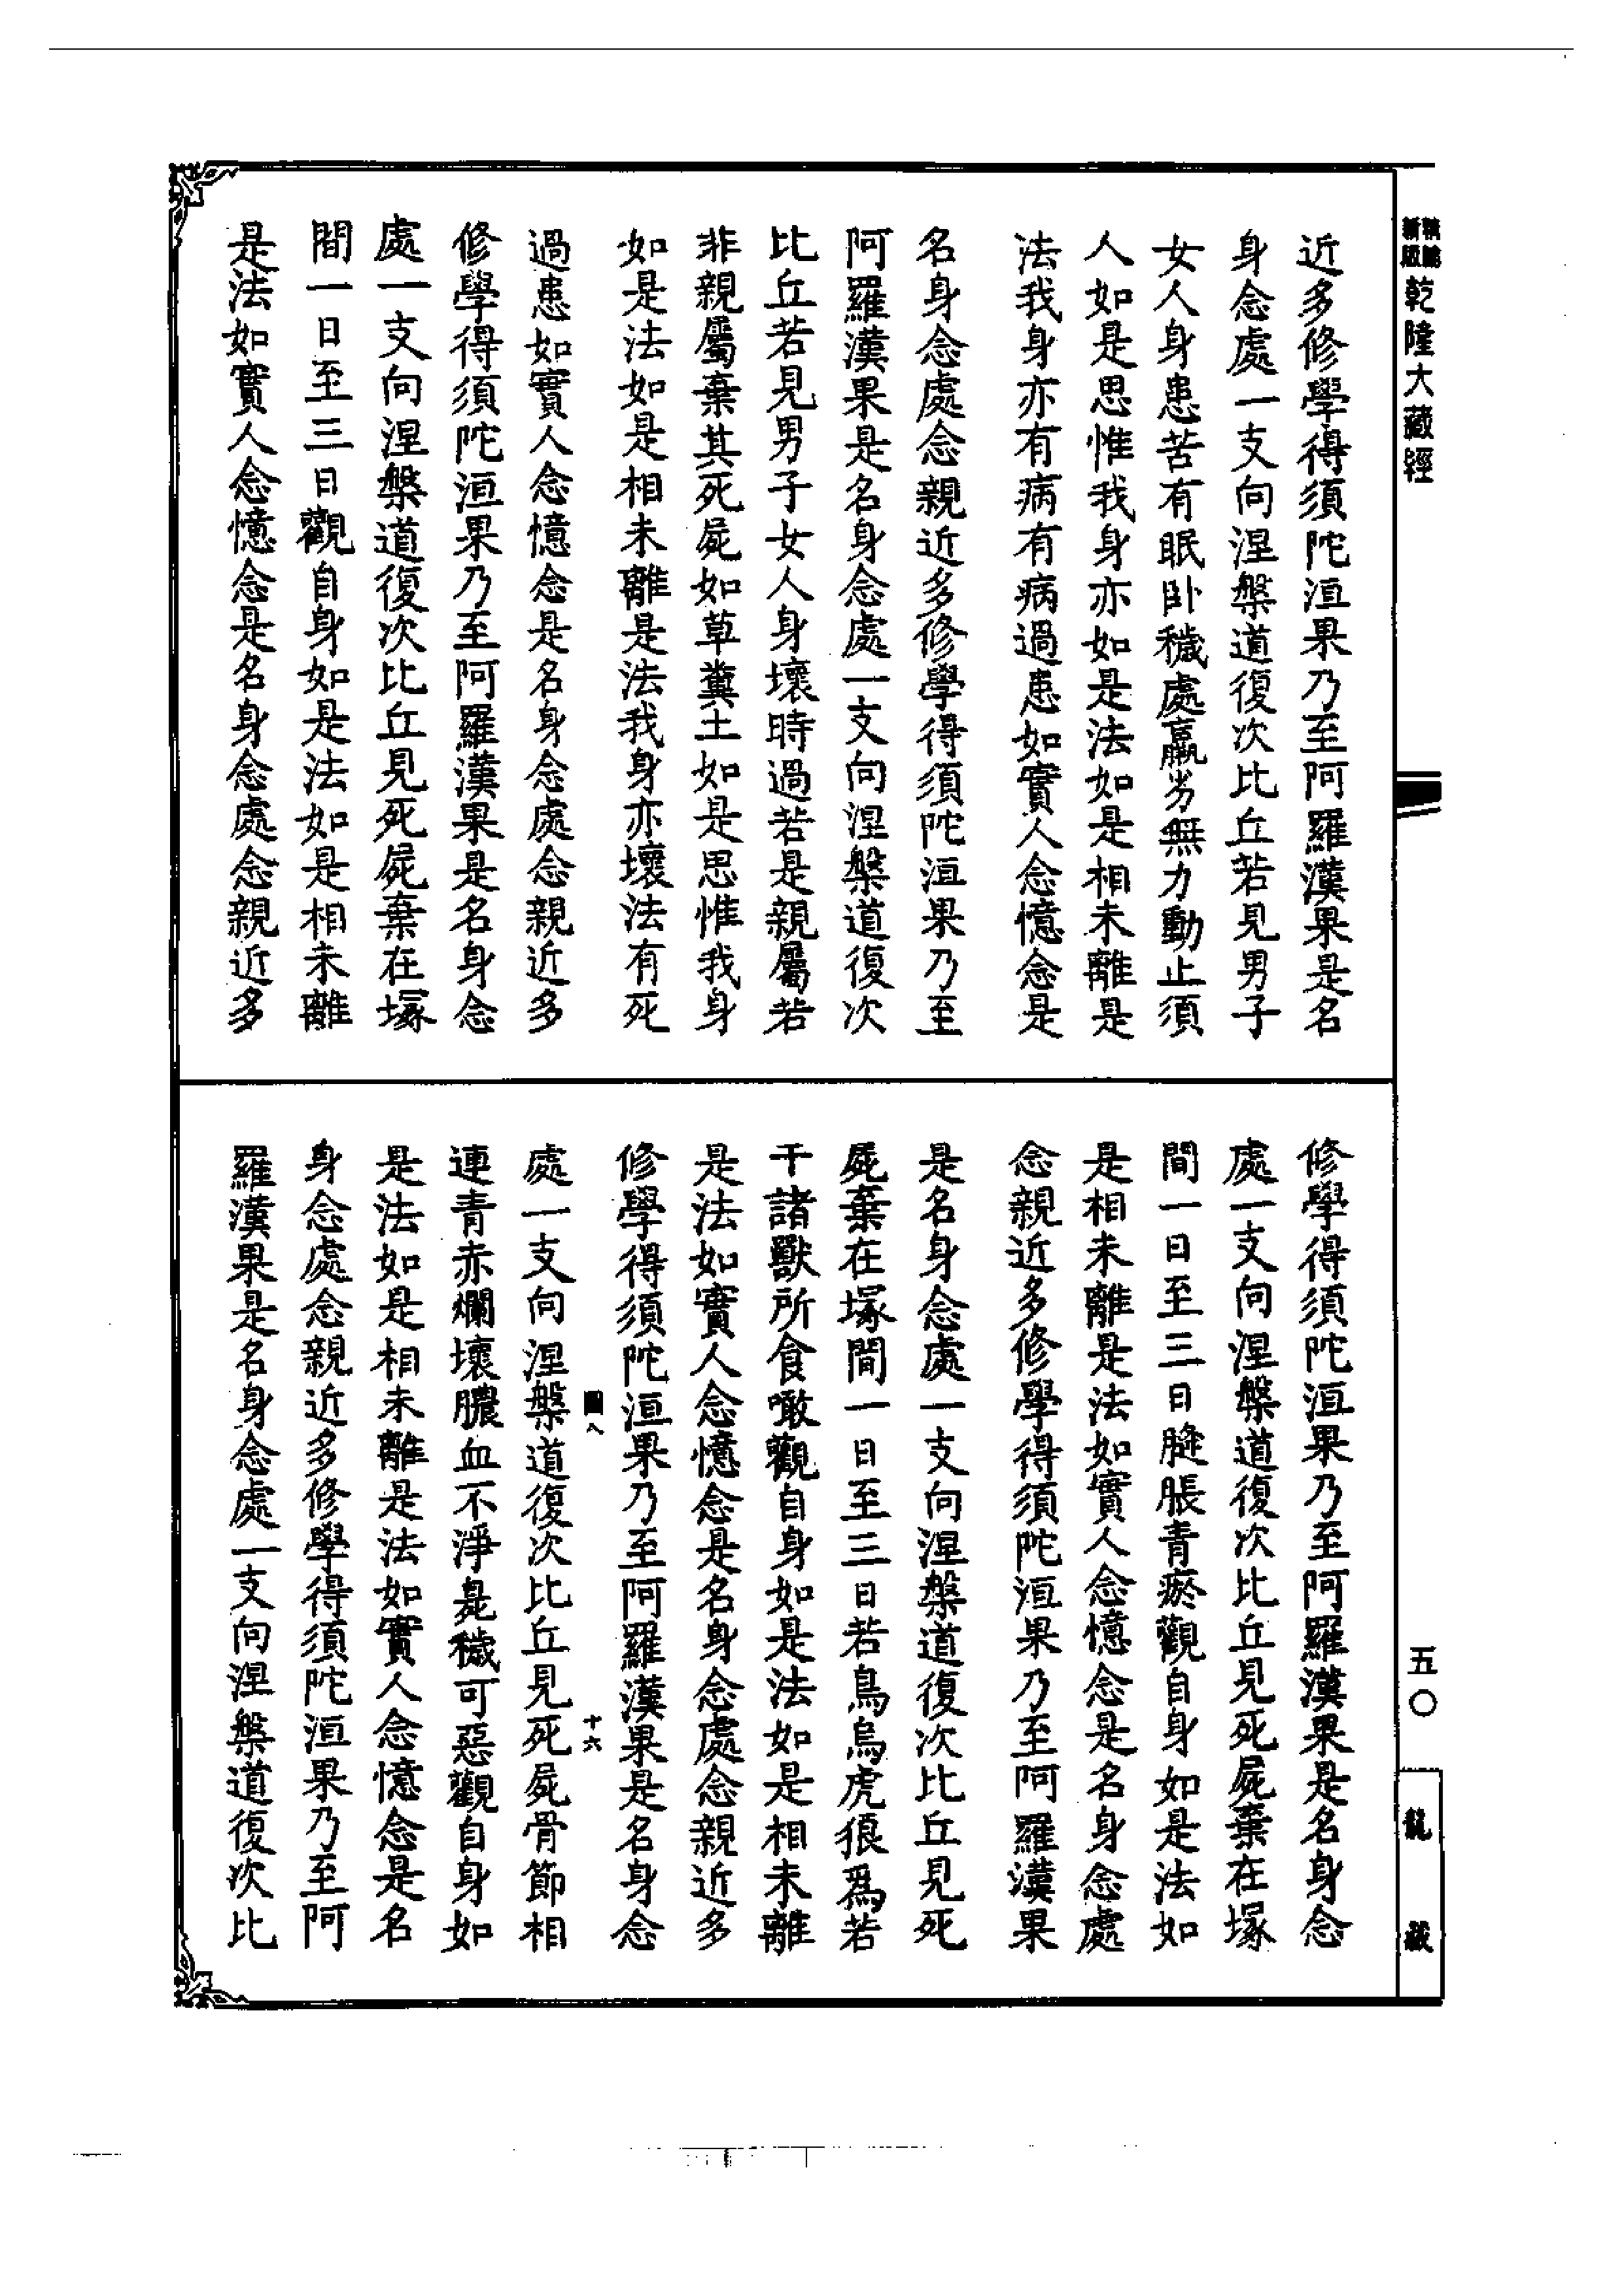 乾隆大藏經
近多修學得須陀洹果乃至阿羅漢果是名
身念處一支向涅槃道復次比丘若見男子
女人身患苦有眠卧穢處羸劣無力動止須
人如是思惟我身亦如是法如是相未離是
法我身亦有病有病過患如實人念憶念是
名身念處念親近多修學得須陀洹果乃至
阿羅漢果是名身念處一支向涅槃道復次
比丘若見男子女人身壞時過若是親屬若
非親屬棄其死屍如草糞土如是思惟我身
如是法如是相未離是法我身亦壞法有死
過患如實人念憶念是名身念處念親近多
修學得須陀洹果乃至阿羅漢果是名身念
處一支向涅槃道復次比丘見死屍棄在塚
間一日至三日觀自身如是法如是相未離
是法如實人念憶念是名身念處念親近多
修學得須陀洹果乃至阿羅漢果是名身念
處一支向涅槃道復次比丘見死屍棄在塚
間一日至三日膖脹青瘀觀自身如是法如
是相未離是法如實人念憶念是名身念處
念親近多修學得須陀洹果乃至阿羅漢果
是名身念處一支向涅槃道復次比丘見死
屍棄在塚間一日至三日若鳥烏虎狼為若
干諸獸所食噉觀自身如是法如是相未離
是法如實人念憶念是名身念處念親近多
修學得須陀洹果乃至阿羅漢果是名身念
八 十六
處一支向涅槃道復次比丘見死屍骨節相
連青赤爛壞膿血不淨臭穢可惡觀自身如
是法如是相未離是法如實人念憶念是名
身念處念親近多修學得須陀洹果乃至阿
羅漢果是名身念處一支向涅槃道復次比
五〇
龍藏